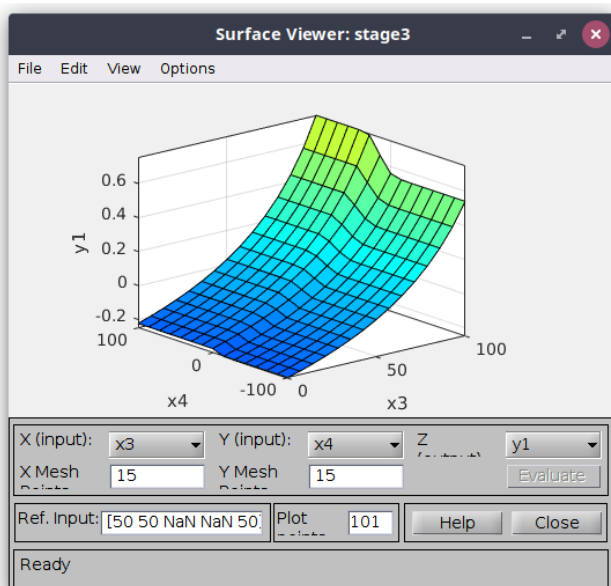 Surface Viewer: stage3
File Edit View Options
0.6
0.4
0.2
0
-0.2
y1
100
0
-100
x4
0
50
100
x3
X (input): x3 Y (input): x4 Z y1
X Mesh 15 Y Mesh 15 Evaluate
Ref. Input: [50 50 NaN NaN 50] Plot 101 Help Close
Ready